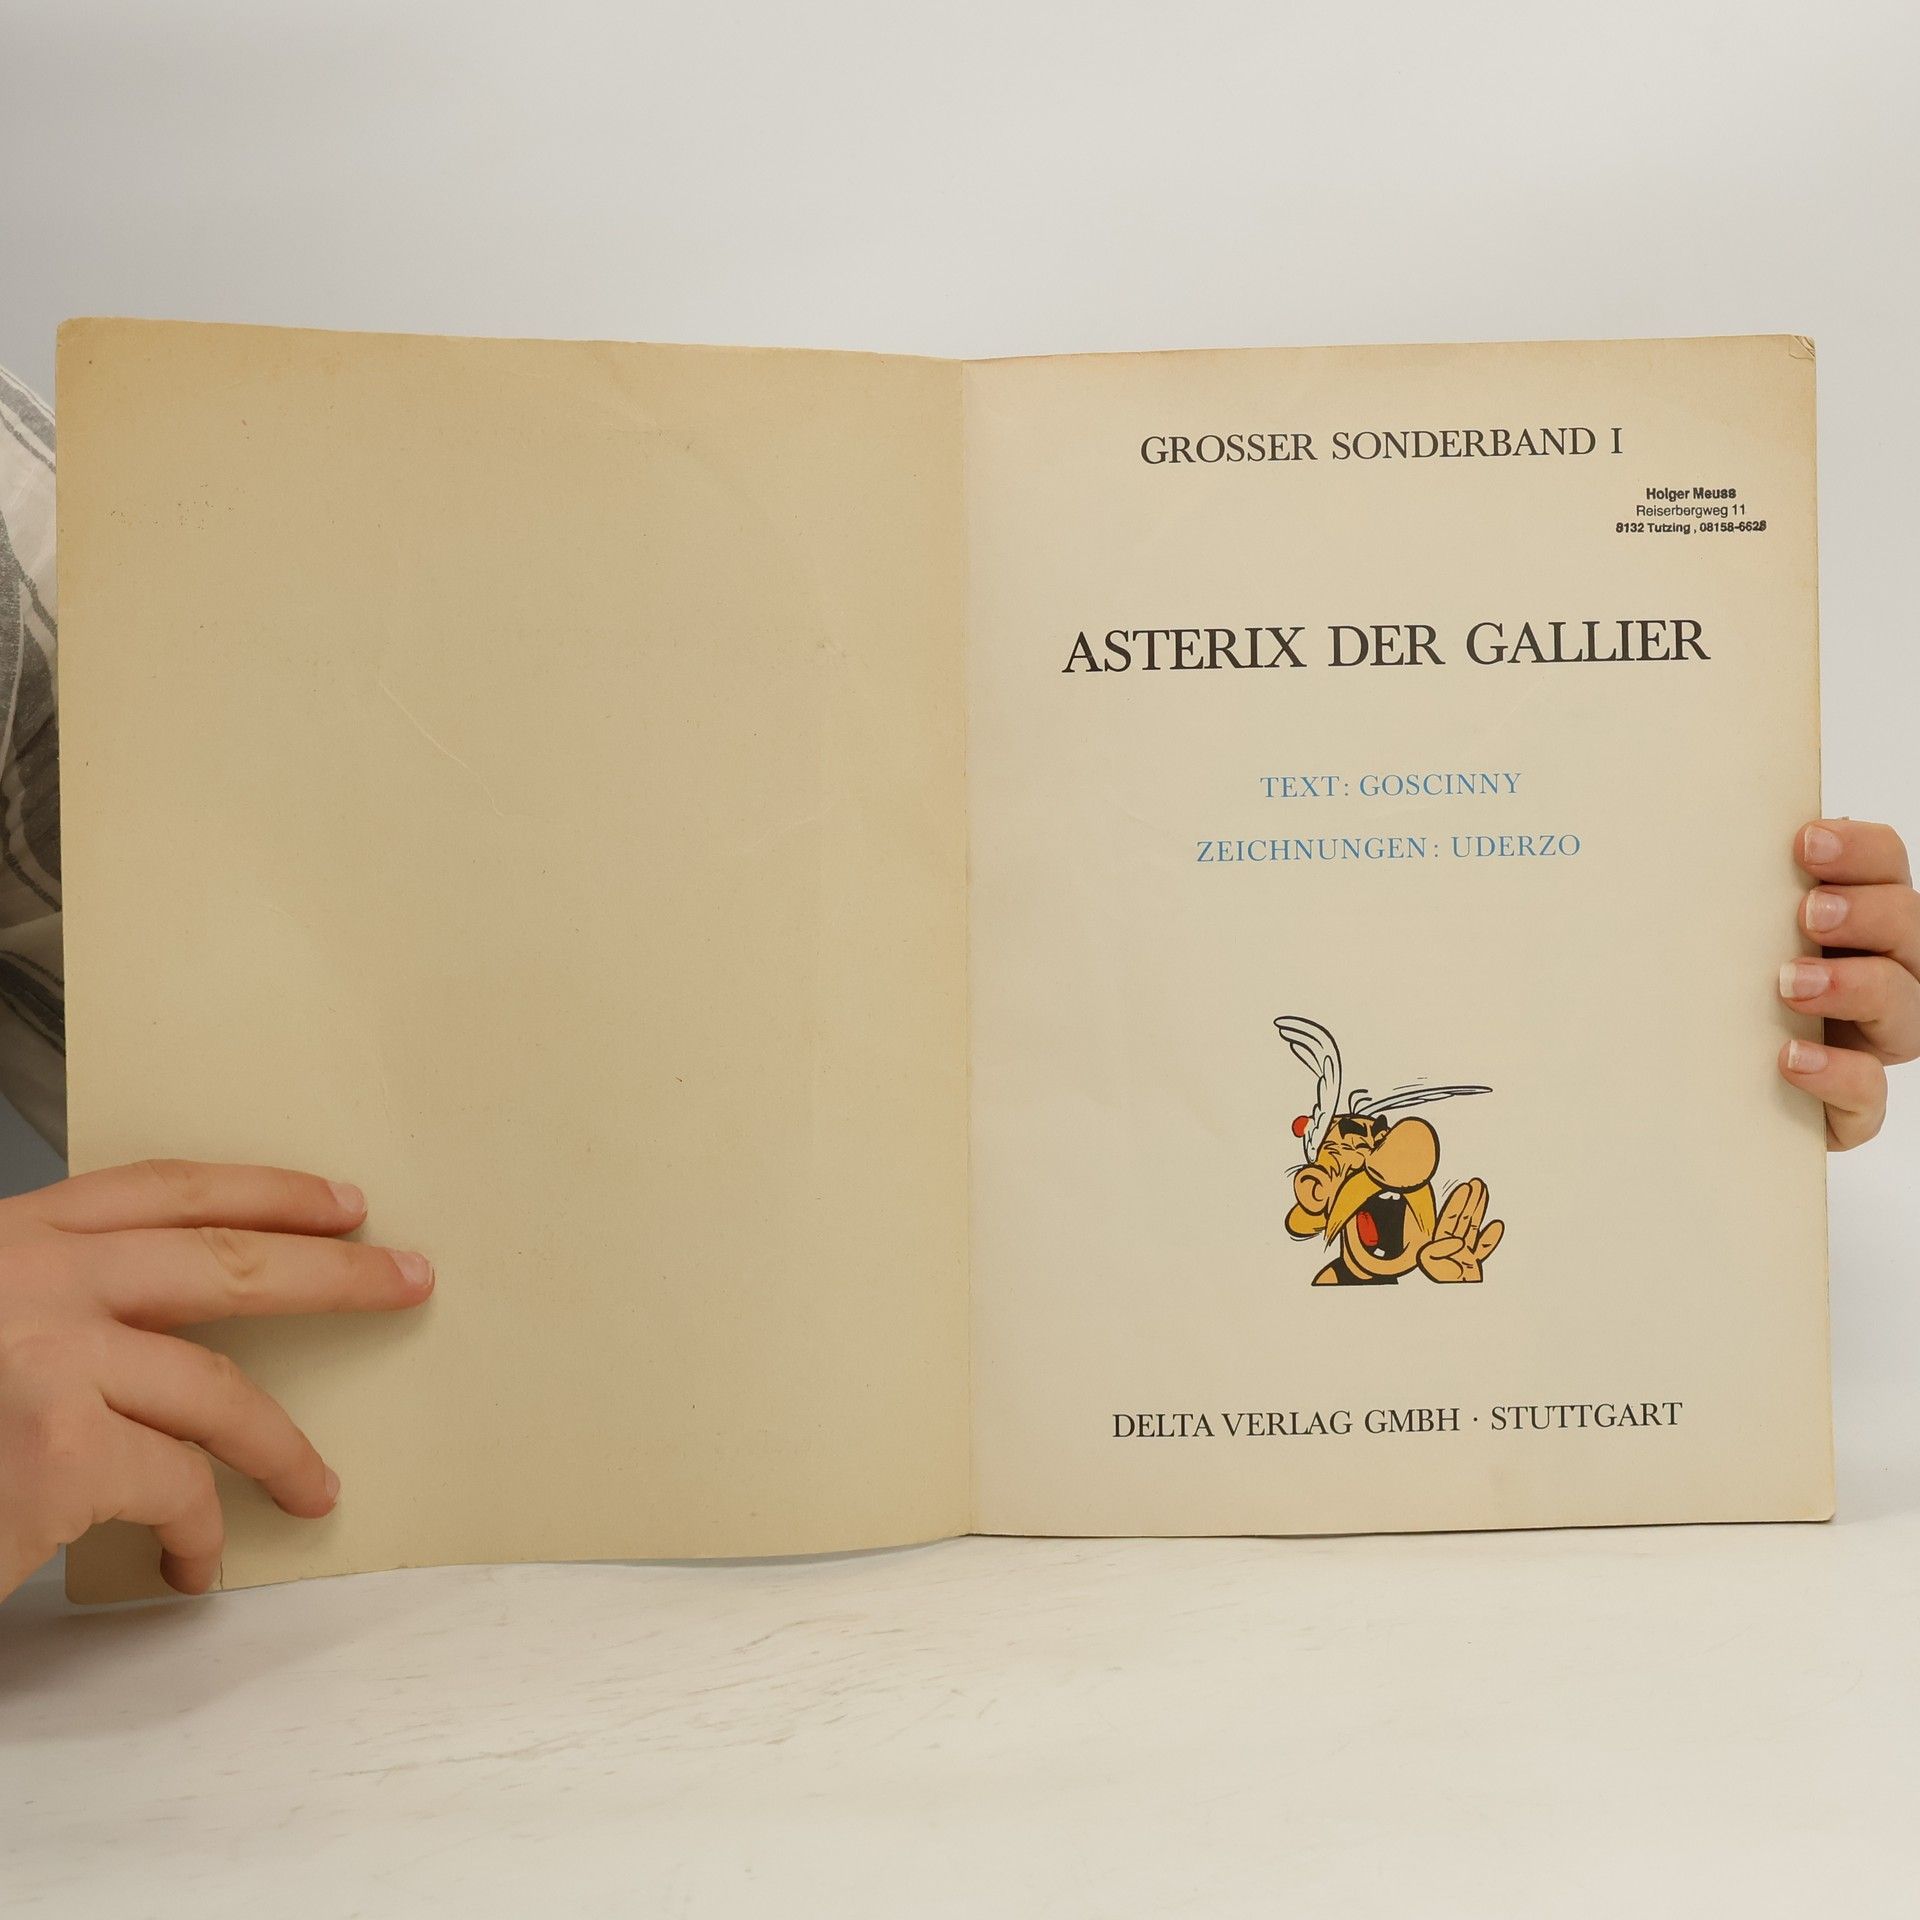 GROSSER SONDERBAND I
Holger Meuss
Reiserbergweg 11
8132 Tutzing , 08158-6628
ASTERIX DER GALLIER
TEXT: GOSCINNY
ZEICHNUNGEN: UDERZO
DELTA VERLAG GMBH · STUTTGART